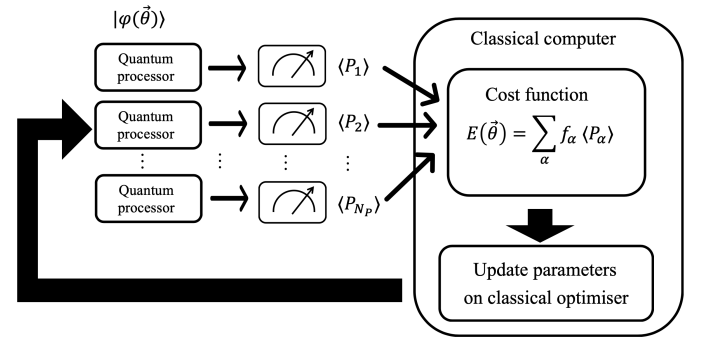 |φ(θ⃗)⟩
Quantum
processor
⟨P₁⟩
Quantum
processor
⟨P₂⟩
⋮ ⋮ ⋮ ⋮
Quantum
processor
⟨P_{N_P}⟩
Classical computer
Cost function
E(θ⃗) = ∑_α f_α ⟨P_α⟩
Update parameters
on classical optimiser